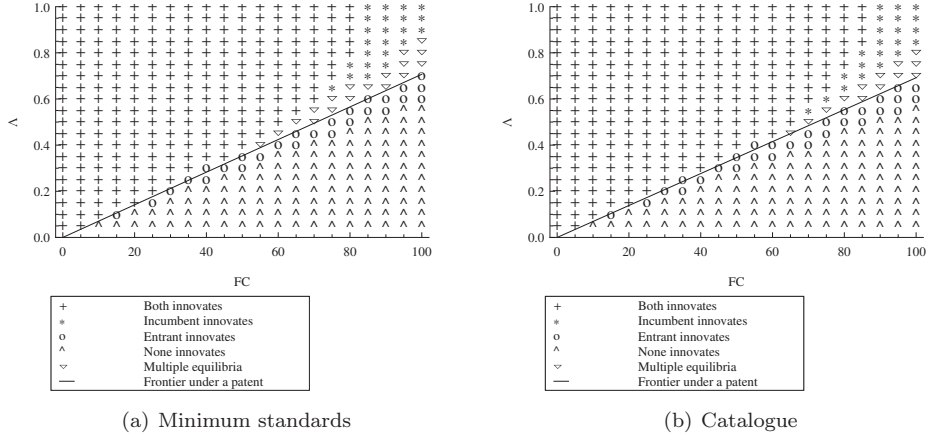 1.0
0.8
0.6
0.4
0.2
0.0
Λ
0 20 40 60 80 100
FC
+ Both innovates
* Incumbent innovates
o Entrant innovates
^ None innovates
▽ Multiple equilibria
— Frontier under a patent
(a) Minimum standards
1.0
0.8
0.6
0.4
0.2
0.0
Λ
0 20 40 60 80 100
FC
+ Both innovates
* Incumbent innovates
o Entrant innovates
^ None innovates
▽ Multiple equilibria
— Frontier under a patent
(b) Catalogue